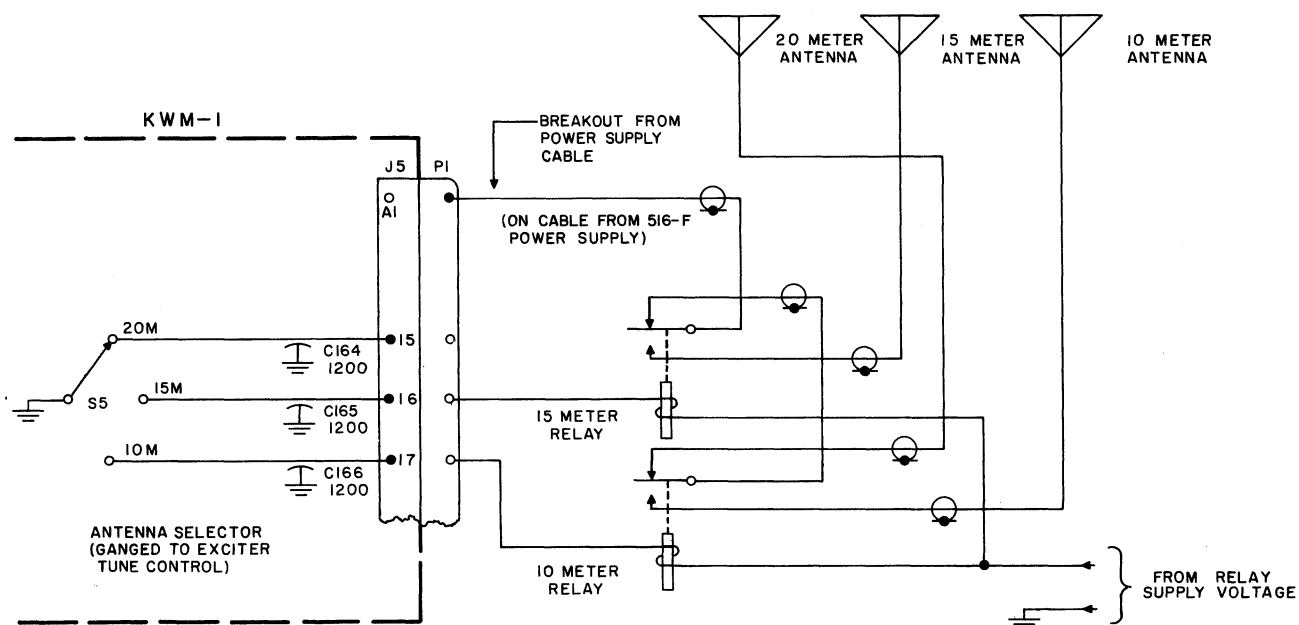 20 METER
ANTENNA
15 METER
ANTENNA
10 METER
ANTENNA
KWM-1
BREAKOUT FROM
POWER SUPPLY
CABLE
J5 P1
A1
(ON CABLE FROM 516-F
POWER SUPPLY)
20M
C164
1200
15
S5
15M
C165
1200
16
15 METER
RELAY
10M
C166
1200
17
ANTENNA SELECTOR
(GANGED TO EXCITER
TUNE CONTROL)
10 METER
RELAY
FROM RELAY
SUPPLY VOLTAGE